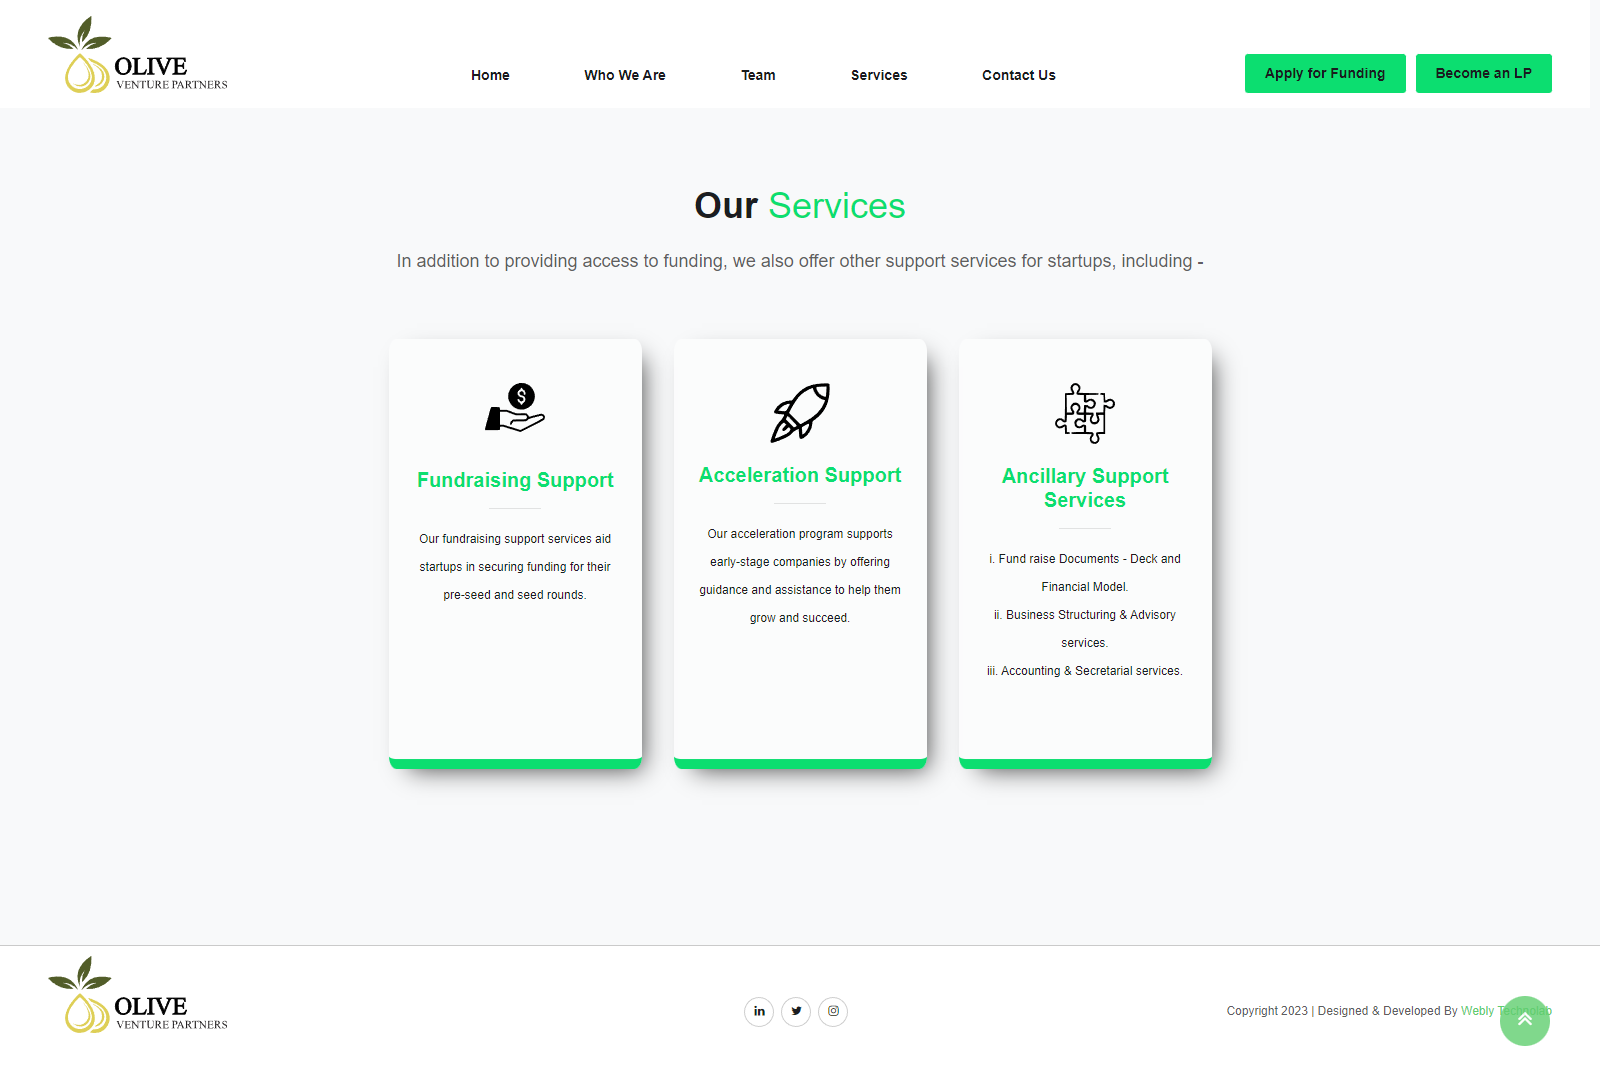 OLIVE
VENTURE PARTNERS
Home
Who We Are
Team
Services
Contact Us
Apply for Funding
Become an LP
Our Services
In addition to providing access to funding, we also offer other support services for startups, including -
$
Fundraising Support
Our fundraising support services aid
startups in securing funding for their
pre-seed and seed rounds.
Acceleration Support
Our acceleration program supports
early-stage companies by offering
guidance and assistance to help them
grow and succeed.
Ancillary Support
Services
i. Fund raise Documents - Deck and
Financial Model.
ii. Business Structuring & Advisory
services.
iii. Accounting & Secretarial services.
OLIVE
VENTURE PARTNERS
in
Copyright 2023 | Designed & Developed By Webly Technolab